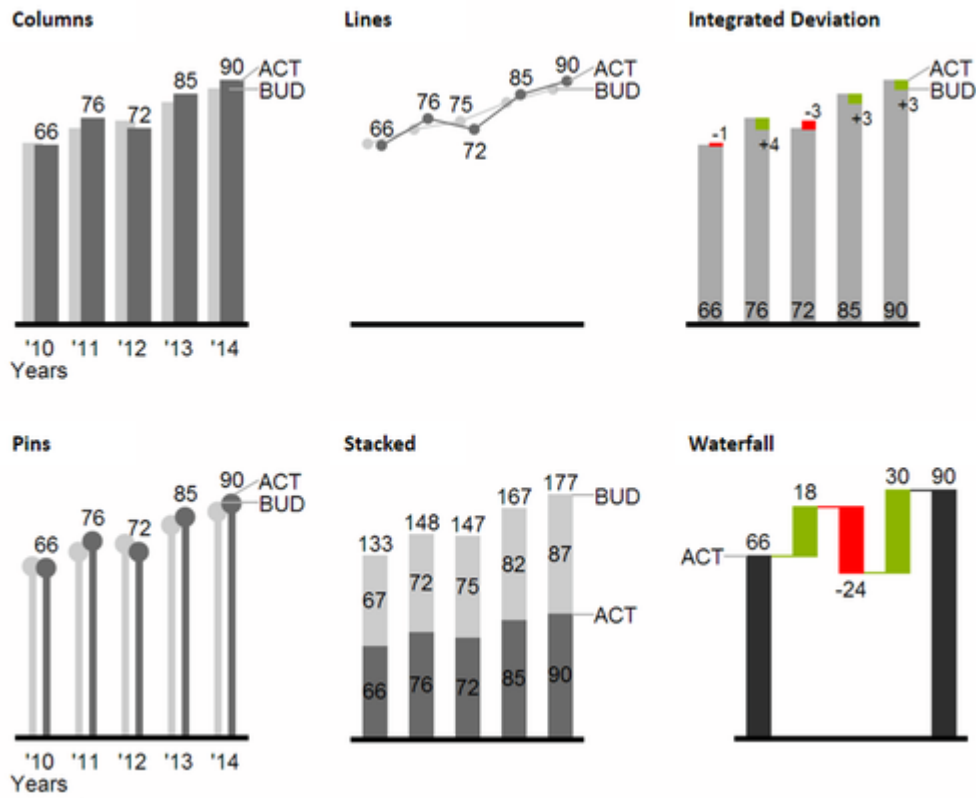 Columns
66
76
72
85
90
ACT
BUD
'10 '11 '12 '13 '14
Years
Lines
66
76
75
72
85
90
ACT
BUD
Integrated Deviation
-1
+4
-3
+3
+3
ACT
BUD
66 76 72 85 90
Pins
66
76
72
85
90
ACT
BUD
'10 '11 '12 '13 '14
Years
Stacked
133
148
147
167
177
BUD
67
72
75
82
87
ACT
66
76
72
85
90
Waterfall
ACT
66
18
-24
30
90